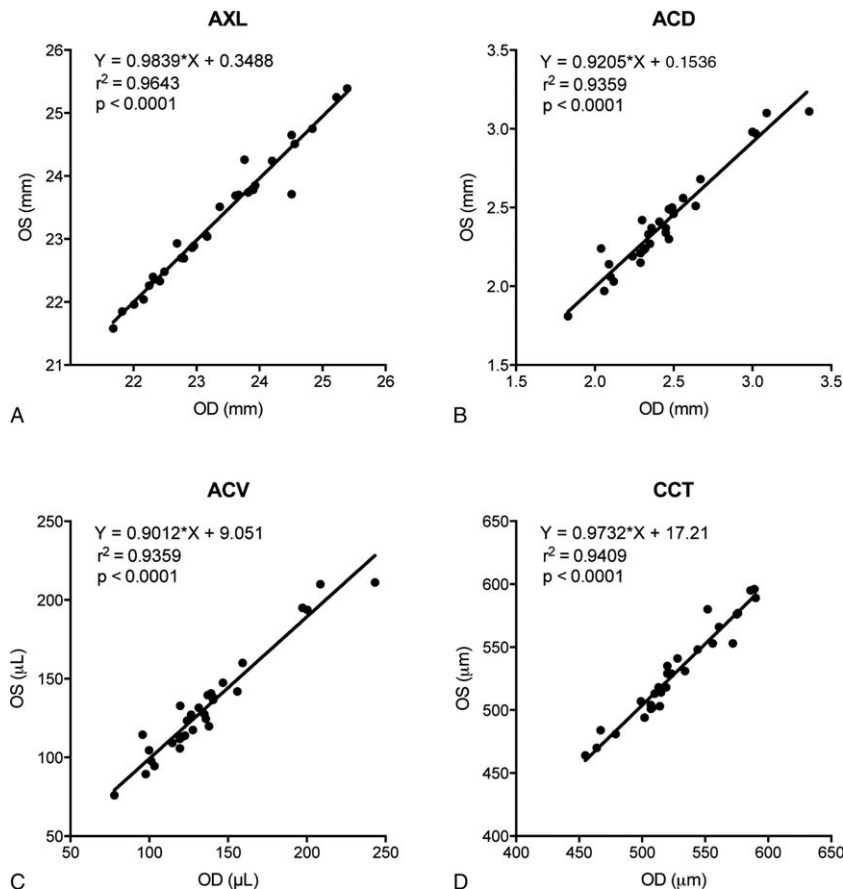 AXL
Y = 0.9839*X + 0.3488
r² = 0.9643
p < 0.0001
26
25
24
23
22
21
OS (mm)
22 23 24 25 26
OD (mm)
A
ACD
Y = 0.9205*X + 0.1536
r² = 0.9359
p < 0.0001
3.5
3.0
2.5
2.0
1.5
OS (mm)
1.5 2.0 2.5 3.0 3.5
OD (mm)
B
ACV
Y = 0.9012*X + 9.051
r² = 0.9359
p < 0.0001
250
200
150
100
50
OS (µL)
50 100 150 200 250
OD (µL)
C
CCT
Y = 0.9732*X + 17.21
r² = 0.9409
p < 0.0001
650
600
550
500
450
400
OS (µm)
400 450 500 550 600 650
OD (µm)
D